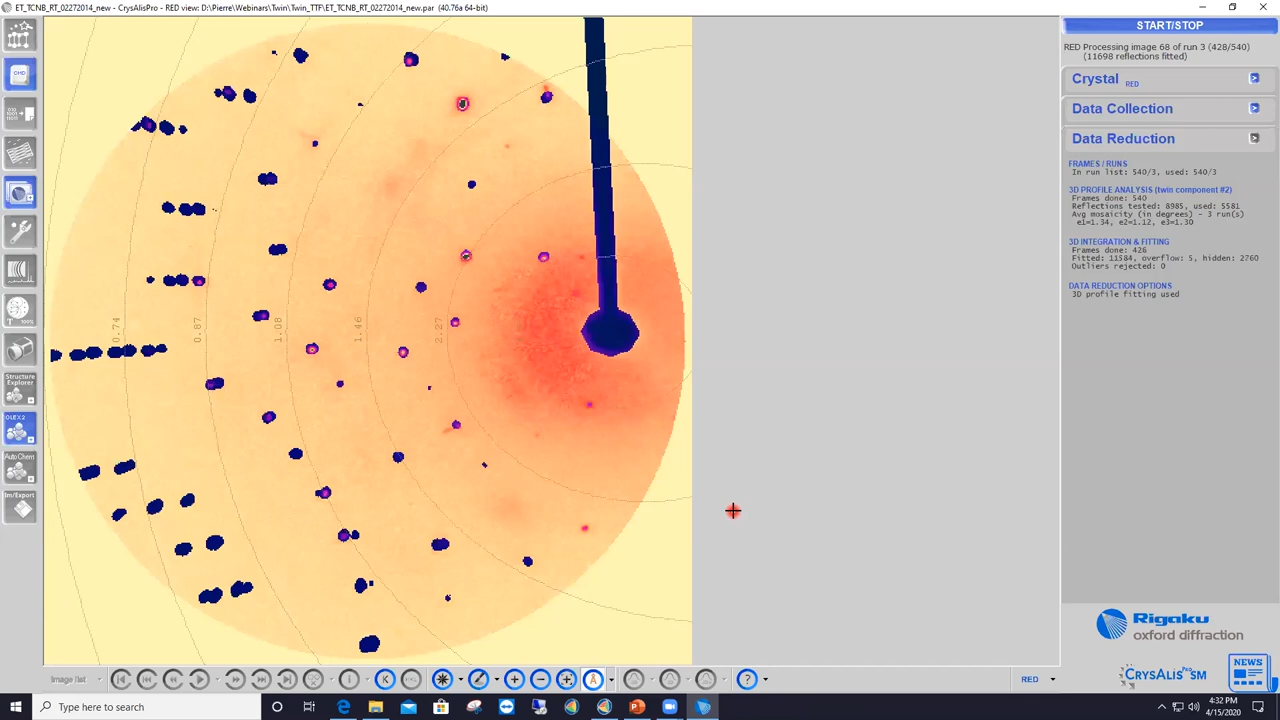 ET_TCNB_RT_02272014_new - CrysAlisPro - RED view: D:\Pierre\Webinars\Twin\Twin_TTF\ET_TCNB_RT_02272014_new.par (40.76a 64-bit)
CMD
Structure
Explorer
OLEX 2
AutoChem
Im/Export
0.74
0.87
1.08
1.46
2.27
START/STOP
RED Processing image 68 of run 3 (428/540)
(11698 reflections fitted)
Crystal RED
Data Collection
Data Reduction
FRAMES / RUNS
In run list: 540/3, used: 540/3
3D PROFILE ANALYSIS (twin component #2)
Frames done: 540
Reflections tested: 8985, used: 5581
Avg mosaicity (in degrees) - 3 run(s)
e1=1.34, e2=1.12, e3=1.30
3D INTEGRATION & FITTING
Frames done: 426
Fitted: 11584, overflow: 5, hidden: 2760
Outliers rejected: 0
DATA REDUCTION OPTIONS
3D profile fitting used
Rigaku
oxford diffraction
CRYSALIS PRO SM
NEWS
Image list
K
Å
?
RED
Type here to search
4:32 PM
4/15/2020